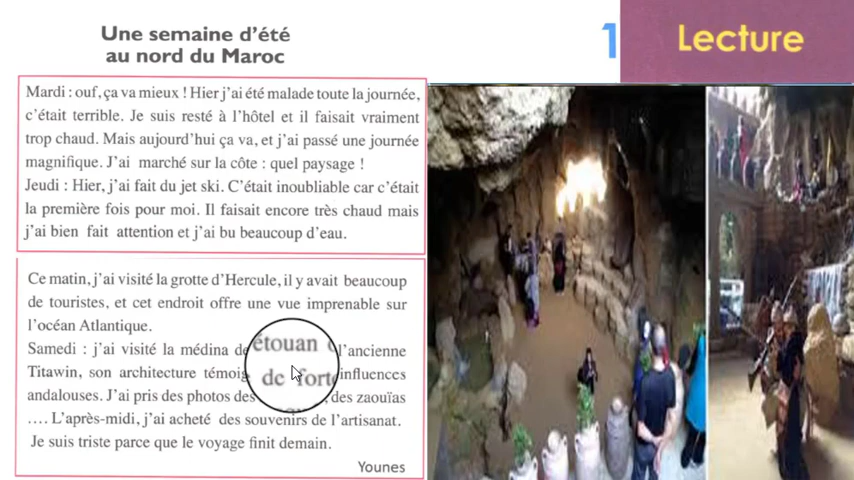 Une semaine d'été
au nord du Maroc
1 Lecture
Mardi : ouf, ça va mieux ! Hier j'ai été malade toute la journée,
c'était terrible. Je suis resté à l'hôtel et il faisait vraiment
trop chaud. Mais aujourd'hui ça va, et j'ai passé une journée
magnifique. J'ai marché sur la côte : quel paysage !
Jeudi : Hier, j'ai fait du jet ski. C'était inoubliable car c'était
la première fois pour moi. Il faisait encore très chaud mais
j'ai bien fait attention et j'ai bu beaucoup d'eau.
Ce matin, j'ai visité la grotte d'Hercule, il y avait beaucoup
de touristes, et cet endroit offre une vue imprenable sur
l'océan Atlantique.
Samedi : j'ai visité la médina de étouan l'ancienne
Titawin, son architecture de forte influences
andalouses. J'ai pris des photos des des zaouïas
.... L'après-midi, j'ai acheté des souvenirs de l'artisanat.
Je suis triste parce que le voyage finit demain.
Younes